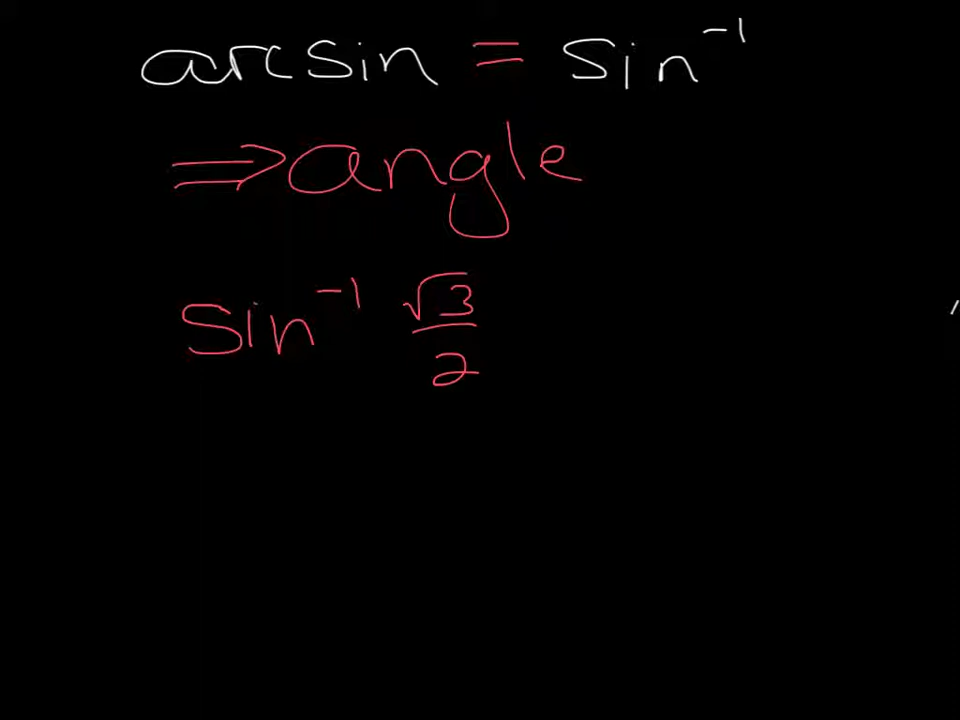 arcsin = sin⁻¹
⇒ angle
sin⁻¹ √3/2